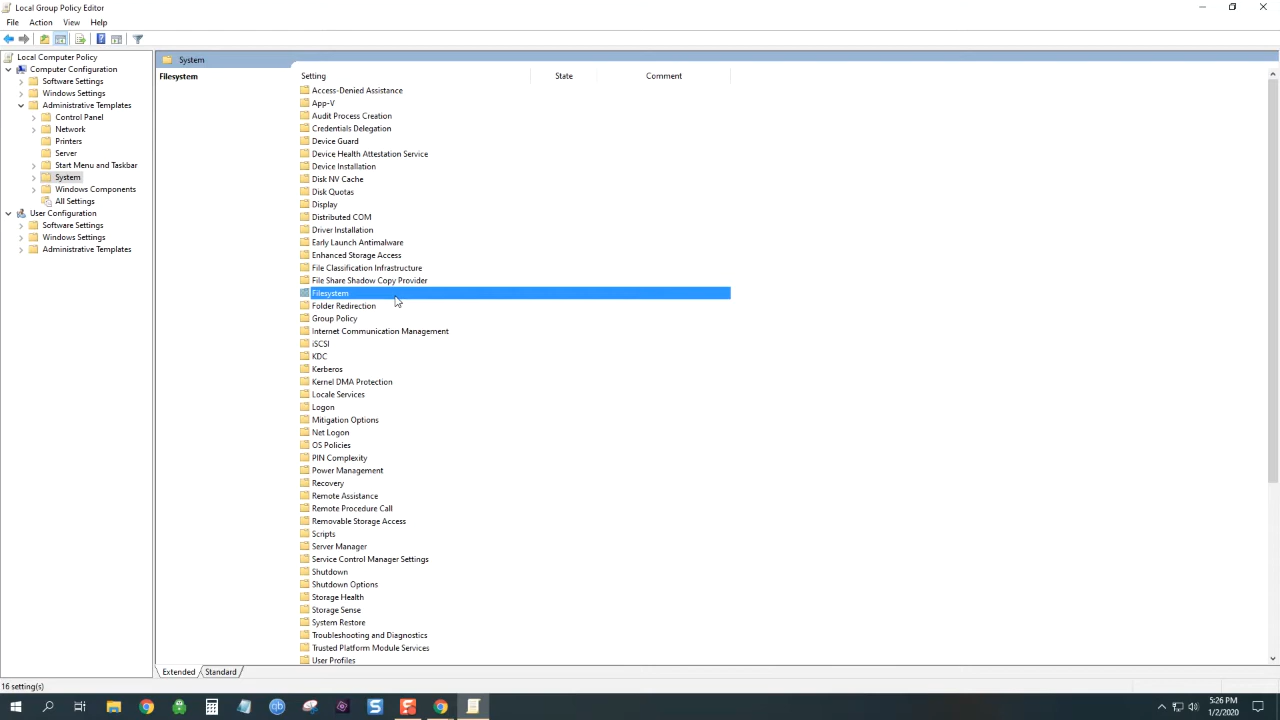 Local Group Policy Editor
File Action View Help
Local Computer Policy
Computer Configuration
Software Settings
Windows Settings
Administrative Templates
Control Panel
Network
Printers
Server
Start Menu and Taskbar
System
Windows Components
All Settings
User Configuration
Software Settings
Windows Settings
Administrative Templates
System
Filesystem
Setting State Comment
Access-Denied Assistance
App-V
Audit Process Creation
Credentials Delegation
Device Guard
Device Health Attestation Service
Device Installation
Disk NV Cache
Disk Quotas
Display
Distributed COM
Driver Installation
Early Launch Antimalware
Enhanced Storage Access
File Classification Infrastructure
File Share Shadow Copy Provider
Filesystem
Folder Redirection
Group Policy
Internet Communication Management
iSCSI
KDC
Kerberos
Kernel DMA Protection
Locale Services
Logon
Mitigation Options
Net Logon
OS Policies
PIN Complexity
Power Management
Recovery
Remote Assistance
Remote Procedure Call
Removable Storage Access
Scripts
Server Manager
Service Control Manager Settings
Shutdown
Shutdown Options
Storage Health
Storage Sense
System Restore
Troubleshooting and Diagnostics
Trusted Platform Module Services
User Profiles
Extended Standard
16 setting(s)
5:26 PM
1/2/2020